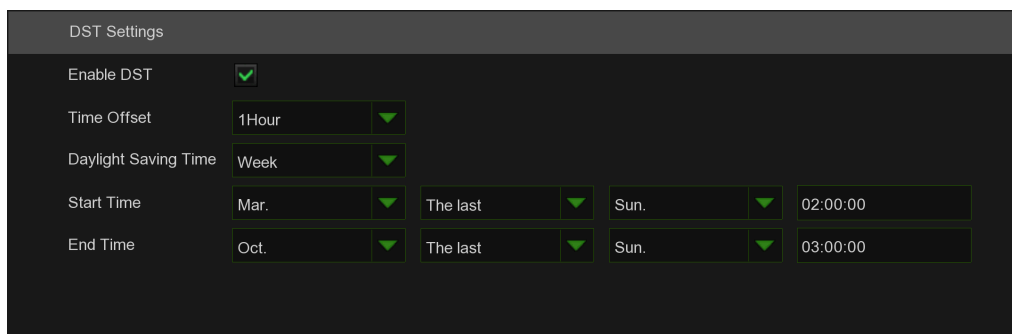 DST Settings
Enable DST
Time Offset 1Hour
Daylight Saving Time Week
Start Time Mar. The last Sun. 02:00:00
End Time Oct. The last Sun. 03:00:00